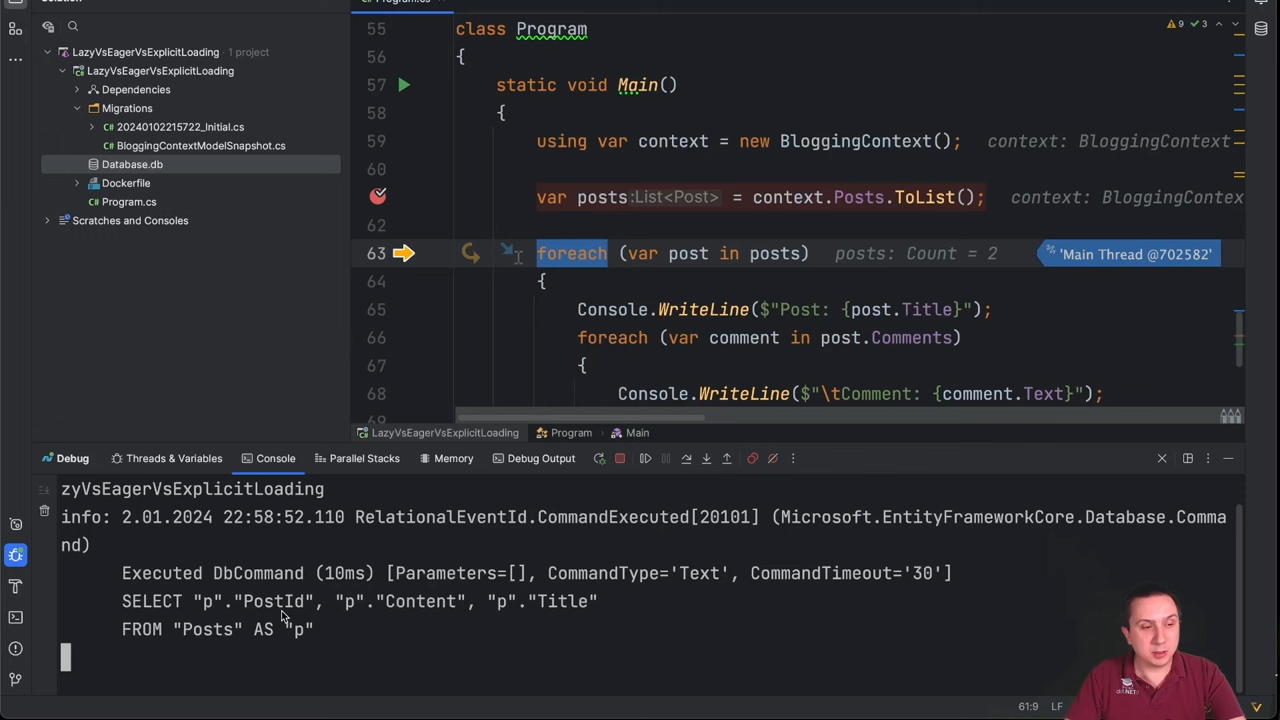 LazyVsEagerVsExplicitLoading · 1 project
LazyVsEagerVsExplicitLoading
Dependencies
Migrations
C# 20240102215722_Initial.cs
C# BloggingContextModelSnapshot.cs
Database.db
Dockerfile
C# Program.cs
Scratches and Consoles
9 3
55 class Program
56 {
57 static void Main()
58 {
59 using var context = new BloggingContext(); context: BloggingContext
60
var posts:List<Post> = context.Posts.ToList(); context: BloggingContex
62
63 foreach (var post in posts) posts: Count = 2 'Main Thread @702582'
64 {
65 Console.WriteLine($"Post: {post.Title}");
66 foreach (var comment in post.Comments)
67 {
68 Console.WriteLine($"\tComment: {comment.Text}");
LazyVsEagerVsExplicitLoading Program Main
Debug Threads & Variables Console Parallel Stacks Memory Debug Output
zyVsEagerVsExplicitLoading
info: 2.01.2024 22:58:52.110 RelationalEventId.CommandExecuted[20101] (Microsoft.EntityFrameworkCore.Database.Comma
nd)
Executed DbCommand (10ms) [Parameters=[], CommandType='Text', CommandTimeout='30']
SELECT "p"."PostId", "p"."Content", "p"."Title"
FROM "Posts" AS "p"
61:9 LF